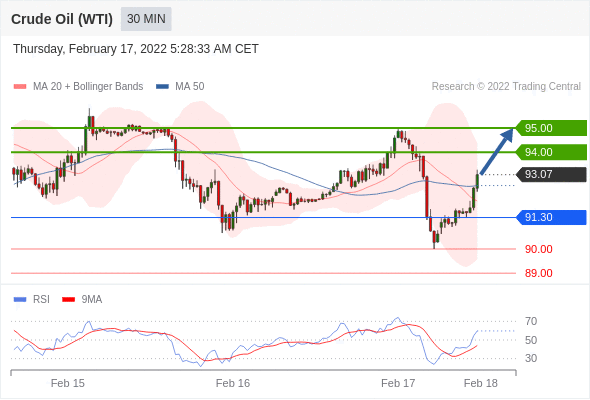 Crude Oil (WTI) 30 MIN
Thursday, February 17, 2022 5:28:33 AM CET
MA 20 + Bollinger Bands MA 50 Research © 2022 Trading Central
95.00
94.00
93.07
91.30
90.00
89.00
RSI 9MA
70
50
30
Feb 15 Feb 16 Feb 17 Feb 18